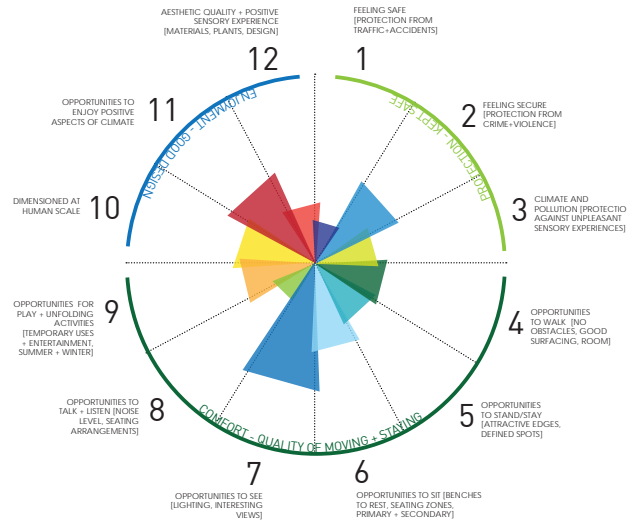 AESTHETIC QUALITY + POSITIVE
SENSORY EXPERIENCE
[MATERIALS, PLANTS, DESIGN]
12
FEELING SAFE
[PROTECTION FROM
TRAFFIC+ACCIDENTS]
1
2
FEELING SECURE
[PROTECTION FROM
CRIME+VIOLENCE]
3
CLIMATE AND
POLLUTION [PROTECTIO
AGAINST UNPLEASANT
SENSORY EXPERIENCES]
4
OPPORTUNITIES
TO WALK [NO
OBSTACLES, GOOD
SURFACING, ROOM]
5
OPPORTUNITIES
TO STAND/STAY
[ATTRACTIVE EDGES,
DEFINED SPOTS]
6
OPPORTUNITIES TO SIT [BENCHES
TO REST, SEATING ZONES,
PRIMARY + SECONDARY]
7
OPPORTUNITIES TO SEE
[LIGHTING, INTERESTING
VIEWS]
8
OPPORTUNITIES TO
TALK + LISTEN [NOISE
LEVEL, SEATING
ARRANGEMENTS]
9
OPPORTUNITIES FOR
PLAY + UNFOLDING
ACTIVITIES
[TEMPORARY USES
+ ENTERTAINMENT,
SUMMER + WINTER]
10
DIMENSIONED AT
HUMAN SCALE
11
OPPORTUNITIES TO
ENJOY POSITIVE
ASPECTS OF CLIMATE
ENJOYMENT - GOOD DESIGN
PROTECTION - KEPT SAFE
COMFORT - QUALITY OF MOVING + STAYING